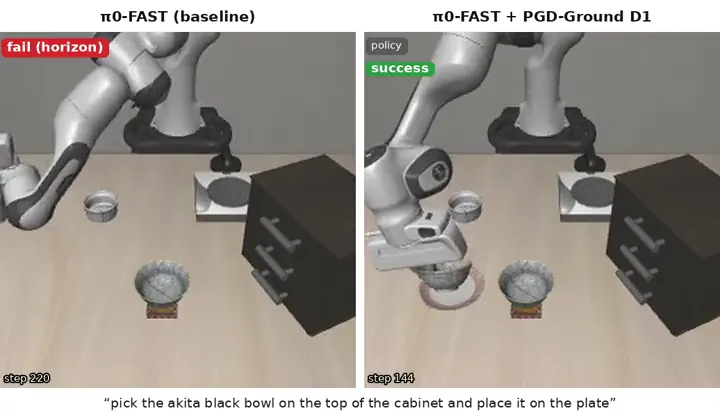 π0-FAST (baseline)
π0-FAST + PGD-Ground D1
fail (horizon)
policy
success
step 220
step 144
“pick the akita black bowl on the top of the cabinet and place it on the plate”